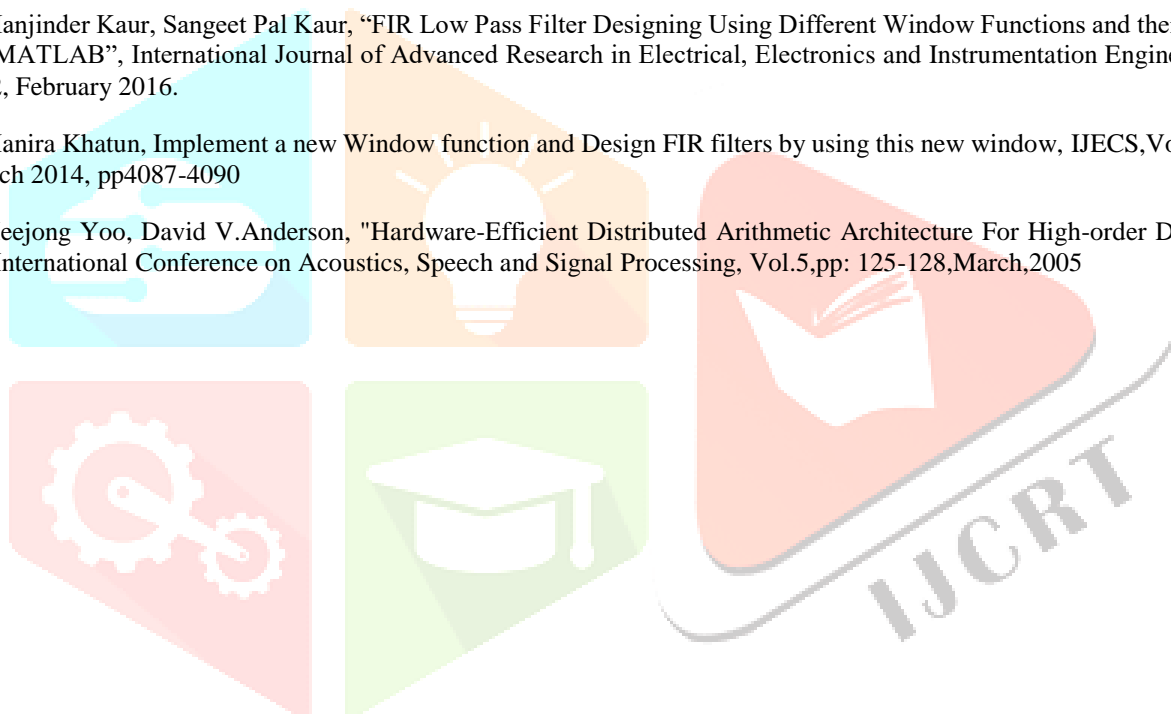 anjinder Kaur, Sangeet Pal Kaur, “FIR Low Pass Filter Designing Using Different Window Functions and
MATLAB”, International Journal of Advanced Research in Electrical, Electronics and Instrumentation
, February 2016.
anira Khatun, Implement a new Window function and Design FIR filters by using this new window, IJECS,
ch 2014, pp4087-4090
eejong Yoo, David V.Anderson, "Hardware-Efficient Distributed Arithmetic Architecture For High-order
International Conference on Acoustics, Speech and Signal Processing, Vol.5,pp: 125-128,March,2005
IJCRT